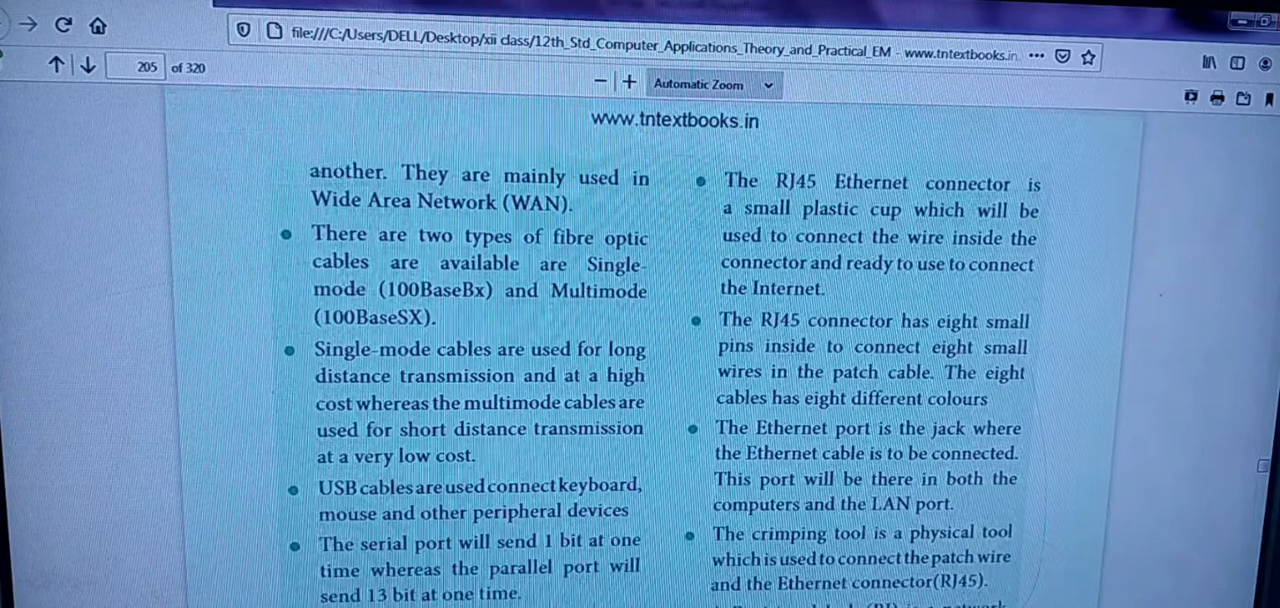 file:///C:/Users/DELL/Desktop/xii class/12th_Std_Computer_Applications_Theory_and_Practical_EM - www.tntextbooks.in
205 of 320
Automatic Zoom
www.tntextbooks.in
another. They are mainly used in
Wide Area Network (WAN).
There are two types of fibre optic
cables are available are Single-
mode (100BaseBx) and Multimode
(100BaseSX).
Single-mode cables are used for long
distance transmission and at a high
cost whereas the multimode cables are
used for short distance transmission
at a very low cost.
USB cables are used connect keyboard,
mouse and other peripheral devices
The serial port will send 1 bit at one
time whereas the parallel port will
send 13 bit at one time.
The RJ45 Ethernet connector is
a small plastic cup which will be
used to connect the wire inside the
connector and ready to use to connect
the Internet.
The RJ45 connector has eight small
pins inside to connect eight small
wires in the patch cable. The eight
cables has eight different colours
The Ethernet port is the jack where
the Ethernet cable is to be connected.
This port will be there in both the
computers and the LAN port.
The crimping tool is a physical tool
which is used to connect the patch wire
and the Ethernet connector(RJ45).